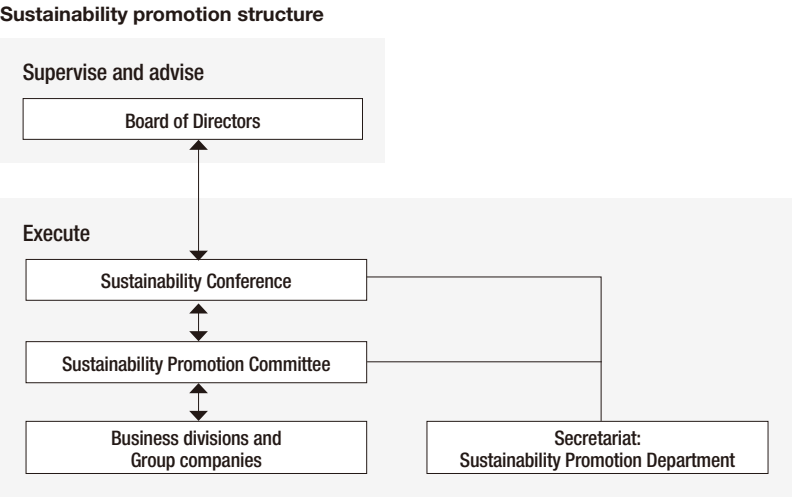 Sustainability promotion structure
Supervise and advise
Board of Directors
Execute
Sustainability Conference
Sustainability Promotion Committee
Business divisions and
Group companies
Secretariat:
Sustainability Promotion Department